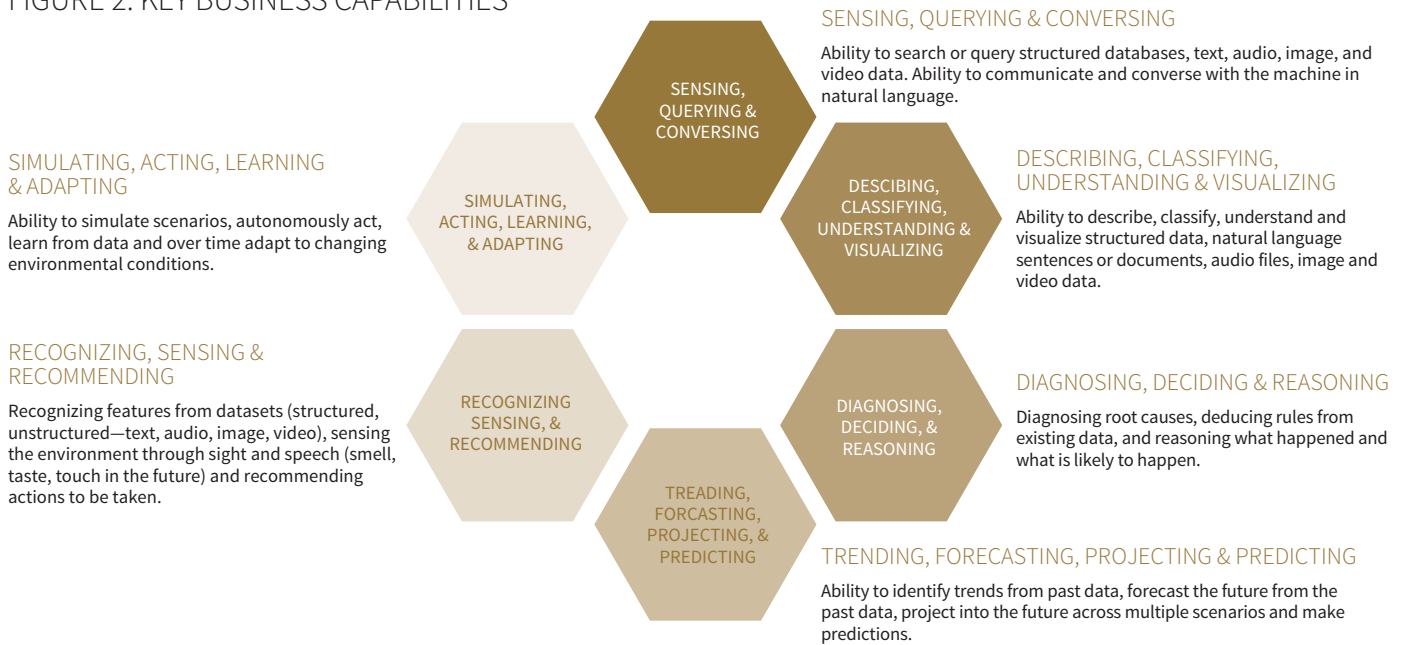 FIGURE 2: KEY BUSINESS CAPABILITIES
SENSING, QUERYING & CONVERSING
Ability to search or query structured databases, text, audio, image, and
video data. Ability to communicate and converse with the machine in
natural language.
SENSING,
QUERYING &
CONVERSING
DESCRIBING, CLASSIFYING,
UNDERSTANDING & VISUALIZING
Ability to describe, classify, understand and
visualize structured data, natural language
sentences or documents, audio files, image and
video data.
DESCIBING,
CLASSIFYING,
UNDERSTANDING &
VISUALIZING
DIAGNOSING, DECIDING & REASONING
Diagnosing root causes, deducing rules from
existing data, and reasoning what happened and
what is likely to happen.
DIAGNOSING,
DECIDING, &
REASONING
TRENDING, FORECASTING, PROJECTING & PREDICTING
Ability to identify trends from past data, forecast the future from the
past data, project into the future across multiple scenarios and make
predictions.
TREADING,
FORCASTING,
PROJECTING, &
PREDICTING
RECOGNIZING, SENSING &
RECOMMENDING
Recognizing features from datasets (structured,
unstructured—text, audio, image, video), sensing
the environment through sight and speech (smell,
taste, touch in the future) and recommending
actions to be taken.
RECOGNIZING
SENSING, &
RECOMMENDING
SIMULATING, ACTING, LEARNING
& ADAPTING
Ability to simulate scenarios, autonomously act,
learn from data and over time adapt to changing
environmental conditions.
SIMULATING,
ACTING, LEARNING,
& ADAPTING